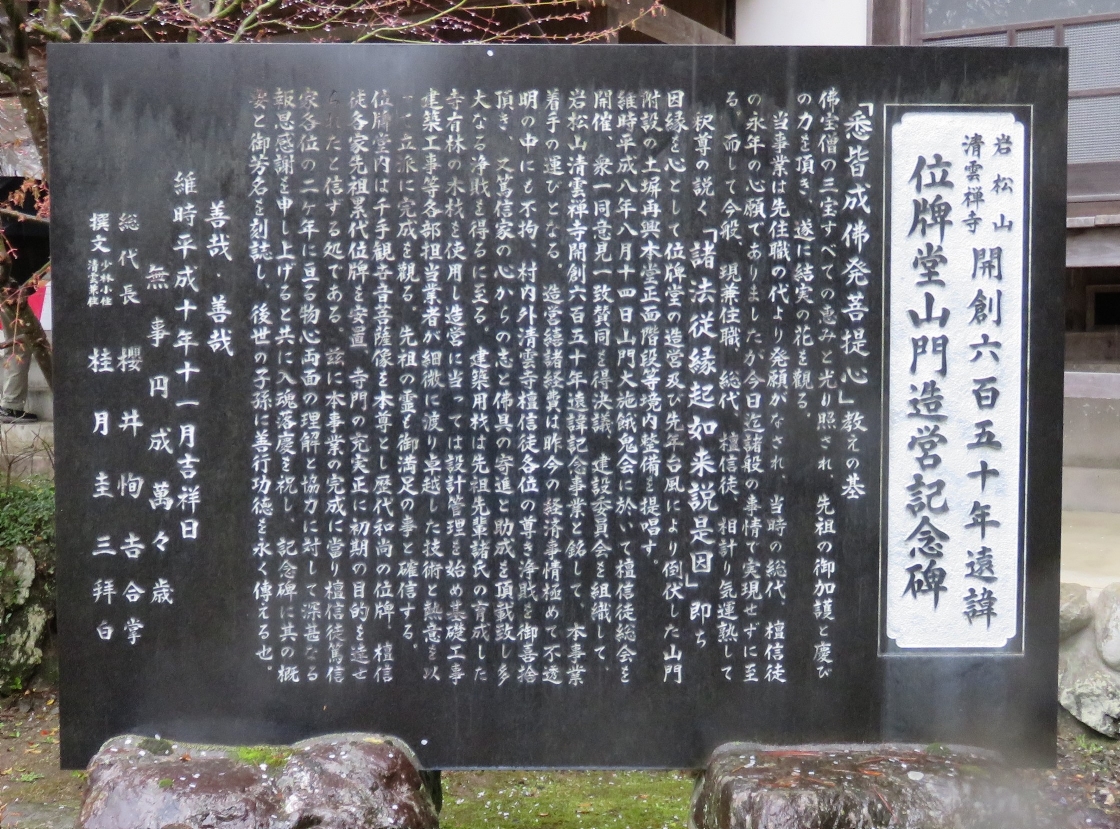 岩松山
清雲禅寺
開創六百五十年遠諱
位牌堂山門造営記念碑
「悉皆成佛発菩提心」教えの基
佛宝僧の三宝すべての恵みと光り照され、先祖の御加護と慶び
の力を頂き、遂に結実の花を観る。
当事業は先住職の代より発願がなされ、当時の総代、檀信徒
の永年の心願でありましたが今日迄諸般の事情で実現せずに至
る、而して今般、現兼住職、総代、檀信徒、相計り気運熟して
釈尊の説く「諸法従縁起如来説是因」即ち
因縁を心として位牌堂の造営及び先年台風により倒伏した山門
附設の土塀再興本堂正面階段等境内整備を提唱す。
維時平成八年八月十四日山門大施餓鬼会に於いて檀信徒総会を
開催、衆一同意見一致賛同を得決議、建設委員会を組織して、
岩松山清雲禅寺開創六百五十年遠諱記念事業と銘して、本事業
着手の運びとなる。造営繕諸経費は昨今の経済事情極めて不透
明の中にも不拘、村内外清雲寺檀信徒各位の尊き浄財を御喜捨
頂き、又篤信家の心からの志と佛具の寄進と助成を頂載致し多
大なる浄財を得るに至る。建築用材は先祖先輩諸氏の育成した
寺有林の木材を使用し造営に当っては設計管理を始め基礎工事
建築工事等各部担当業者が細微に渡り卓越した技術と熱意を以
って立派に完成を観る。先祖の霊も御満足の事と確信する。
位牌堂内は千手観世音菩薩像を本尊とし歴代和尚の位牌、檀信
徒各家先祖累代位牌を安置、寺門の充実正に初期の目的を達せ
られたと信ずる処である。茲に本事業の完成に当り檀信徒篤信
家各位の二ヶ年に亘る物心両面の理解と協力に対して深甚なる
報恩感謝を申し上げると共に入魂落慶を祝し、記念碑に其の概
要と御芳名を刻誌し、後世の子孫に善行功徳を永く傳える也。
善哉・善哉
維時平成十年十一月吉祥日
無事円成萬々歳
総代長 櫻井恂𠮷合掌
撰文 少林小住 清雲兼住 桂月圭三拜白